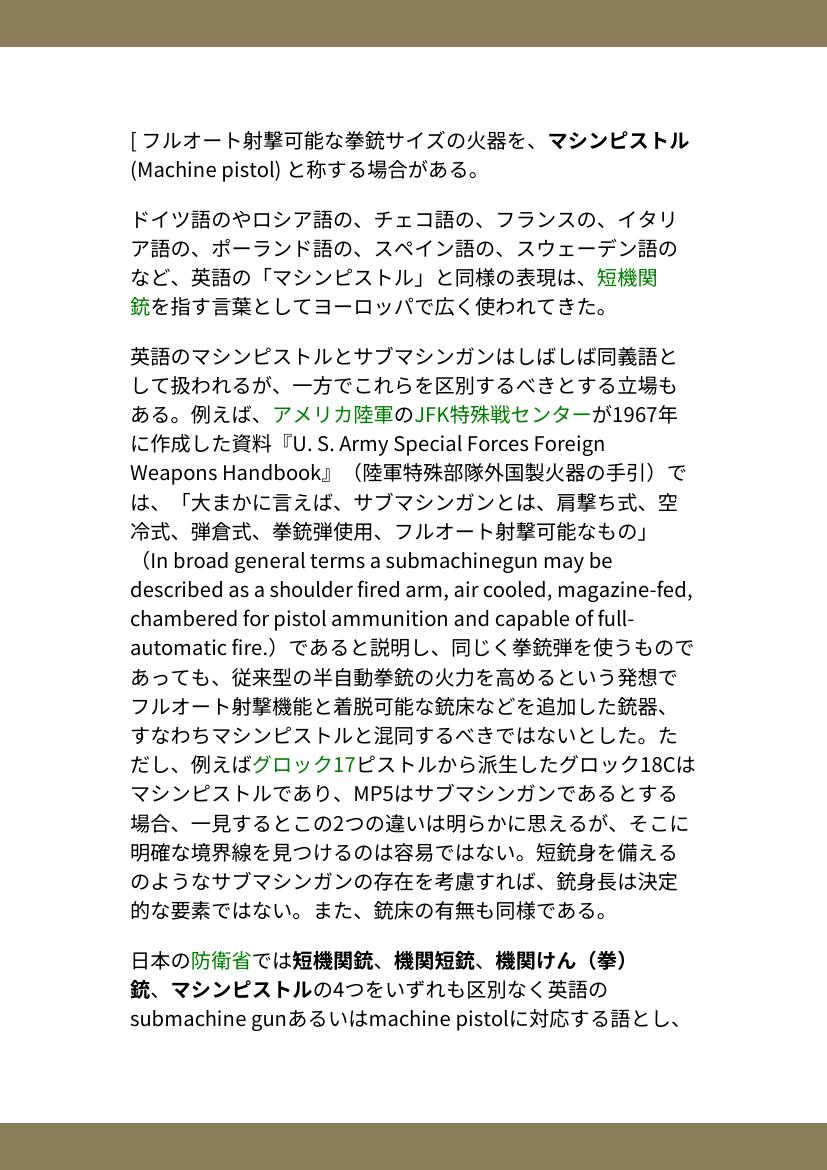 [ フルオート射撃可能な拳銃サイズの火器を、マシンピストル
(Machine pistol) と称する場合がある。
ドイツ語のやロシア語の、チェコ語の、フランスの、イタリ
ア語の、ポーランド語の、スペイン語の、スウェーデン語の
など、英語の「マシンピストル」と同様の表現は、短機関
銃を指す言葉としてヨーロッパで広く使われてきた。
英語のマシンピストルとサブマシンガンはしばしば同義語と
して扱われるが、一方でこれらを区別するべきとする立場も
ある。例えば、アメリカ陸軍のJFK特殊戦センターが1967年
に作成した資料『U. S. Army Special Forces Foreign
Weapons Handbook』（陸軍特殊部隊外国製火器の手引）で
は、「大まかに言えば、サブマシンガンとは、肩撃ち式、空
冷式、弾倉式、拳銃弾使用、フルオート射撃可能なもの」
（In broad general terms a submachinegun may be
described as a shoulder fired arm, air cooled, magazine-fed,
chambered for pistol ammunition and capable of full-
automatic fire.）であると説明し、同じく拳銃弾を使うもので
あっても、従来型の半自動拳銃の火力を高めるという発想で
フルオート射撃機能と着脱可能な銃床などを追加した銃器、
すなわちマシンピストルと混同するべきではないとした。た
だし、例えばグロック17ピストルから派生したグロック18Cは
マシンピストルであり、MP5はサブマシンガンであるとする
場合、一見するとこの2つの違いは明らかに思えるが、そこに
明確な境界線を見つけるのは容易ではない。短銃身を備える
のようなサブマシンガンの存在を考慮すれば、銃身長は決定
的な要素ではない。また、銃床の有無も同様である。
日本の防衛省では短機関銃、機関短銃、機関けん（拳）
銃、マシンピストルの4つをいずれも区別なく英語の
submachine gunあるいはmachine pistolに対応する語とし、